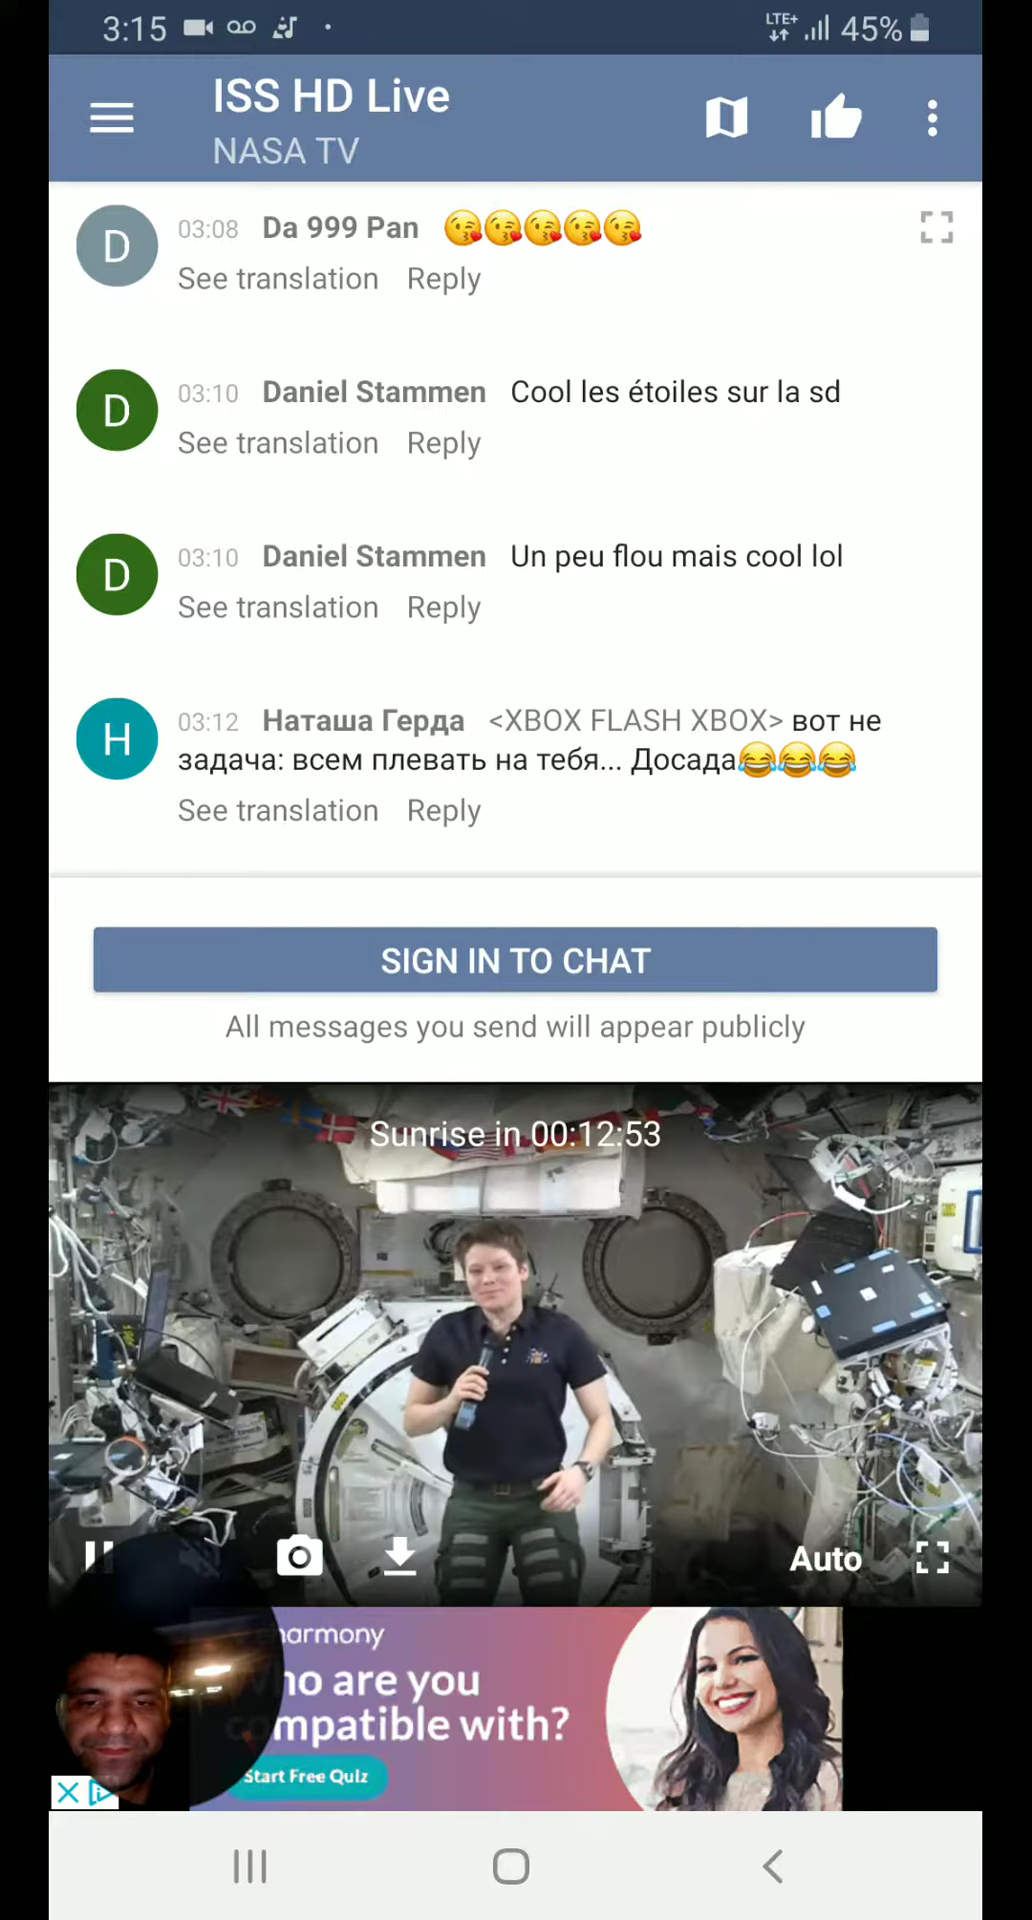 3:15
LTE+
45%
ISS HD Live
NASA TV
D
03:08 Da 999 Pan 😘😘😘😘😘
See translation Reply
D
03:10 Daniel Stammen Cool les étoiles sur la sd
See translation Reply
D
03:10 Daniel Stammen Un peu flou mais cool lol
See translation Reply
H
03:12 Наташа Герда <XBOX FLASH XBOX> вот не
задача: всем плевать на тебя... Досада😂😂😂
See translation Reply
SIGN IN TO CHAT
All messages you send will appear publicly
Sunrise in 00:12:53
Auto
harmony
are you
compatible with?
Start Free Quiz